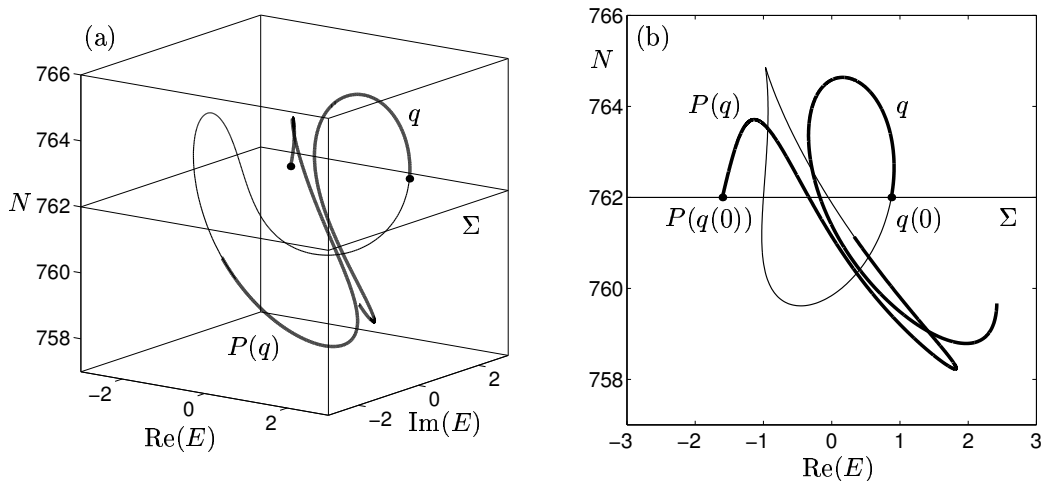 (a)
766
764
N 762
760
758
q
Σ
P(q)
−2
0
2
Re(E)
−2
0
2
Im(E)
(b)
766
N
764
762
760
758
P(q)
q
P(q(0))
q(0)
Σ
−3 −2 −1 0 1 2 3
Re(E)